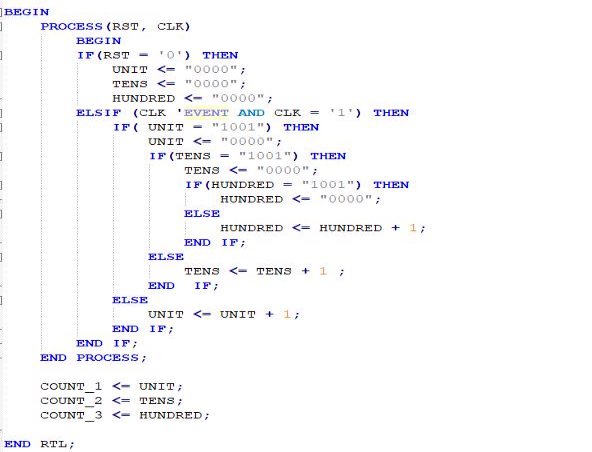 BEGIN
    PROCESS(RST, CLK)
        BEGIN
        IF(RST = '0') THEN
            UNIT <= "0000";
            TENS <= "0000";
            HUNDRED <= "0000";
        ELSIF (CLK 'EVENT AND CLK = '1') THEN
            IF( UNIT = "1001") THEN
                UNIT <= "0000";
                IF(TENS = "1001") THEN
                    TENS <= "0000";
                    IF(HUNDRED = "1001") THEN
                        HUNDRED <= "0000";
                    ELSE
                        HUNDRED <= HUNDRED + 1;
                    END IF;
                ELSE
                    TENS <= TENS + 1 ;
                END  IF;
            ELSE
                UNIT <= UNIT + 1;
            END IF;
        END IF;
    END PROCESS;

    COUNT_1 <= UNIT;
    COUNT_2 <= TENS;
    COUNT_3 <= HUNDRED;

END RTL;